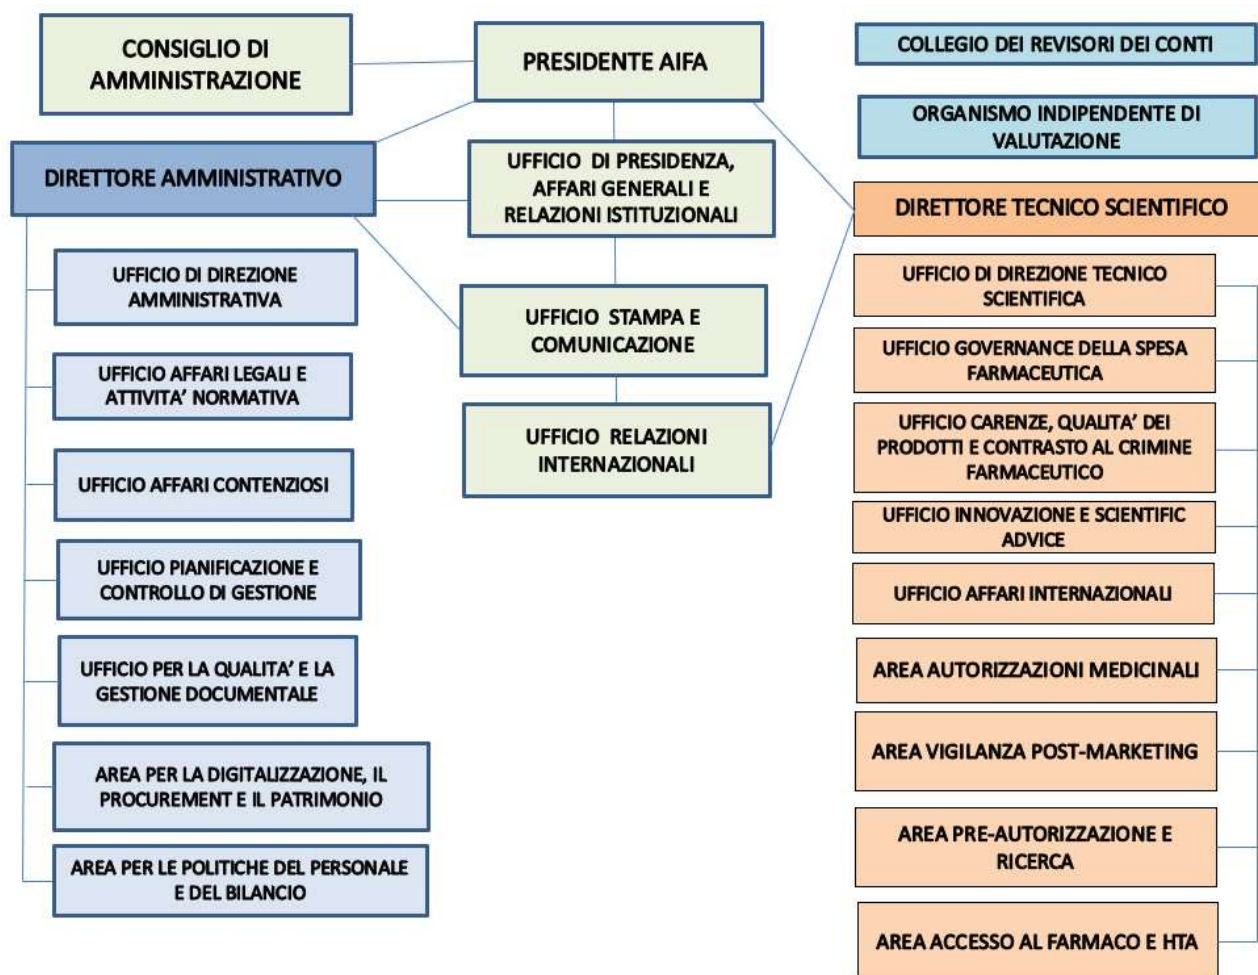 CONSIGLIO DI
AMMINISTRAZIONE
PRESIDENTE AIFA
COLLEGIO DEI REVISORI DEI CONTI
ORGANISMO INDIPENDENTE DI
VALUTAZIONE
DIRETTORE AMMINISTRATIVO
UFFICIO DI PRESIDENZA,
AFFARI GENERALI E
RELAZIONI ISTITUZIONALI
DIRETTORE TECNICO SCIENTIFICO
UFFICIO DI DIREZIONE
AMMINISTRATIVA
UFFICIO AFFARI LEGALI E
ATTIVITA’ NORMATIVA
UFFICIO AFFARI CONTENZIOSI
UFFICIO PIANIFICAZIONE E
CONTROLLO DI GESTIONE
UFFICIO PER LA QUALITA’ E LA
GESTIONE DOCUMENTALE
AREA PER LA DIGITALIZZAZIONE, IL
PROCUREMENT E IL PATRIMONIO
AREA PER LE POLITICHE DEL PERSONALE
E DEL BILANCIO
UFFICIO STAMPA E
COMUNICAZIONE
UFFICIO RELAZIONI
INTERNAZIONALI
UFFICIO DI DIREZIONE TECNICO
SCIENTIFICA
UFFICIO GOVERNANCE DELLA SPESA
FARMACEUTICA
UFFICIO CARENZE, QUALITA’ DEI
PRODOTTI E CONTRASTO AL CRIMINE
FARMACEUTICO
UFFICIO INNOVAZIONE E SCIENTIFIC
ADVICE
UFFICIO AFFARI INTERNAZIONALI
AREA AUTORIZZAZIONI MEDICINALI
AREA VIGILANZA POST-MARKETING
AREA PRE-AUTORIZZAZIONE E
RICERCA
AREA ACCESSO AL FARMACO E HTA